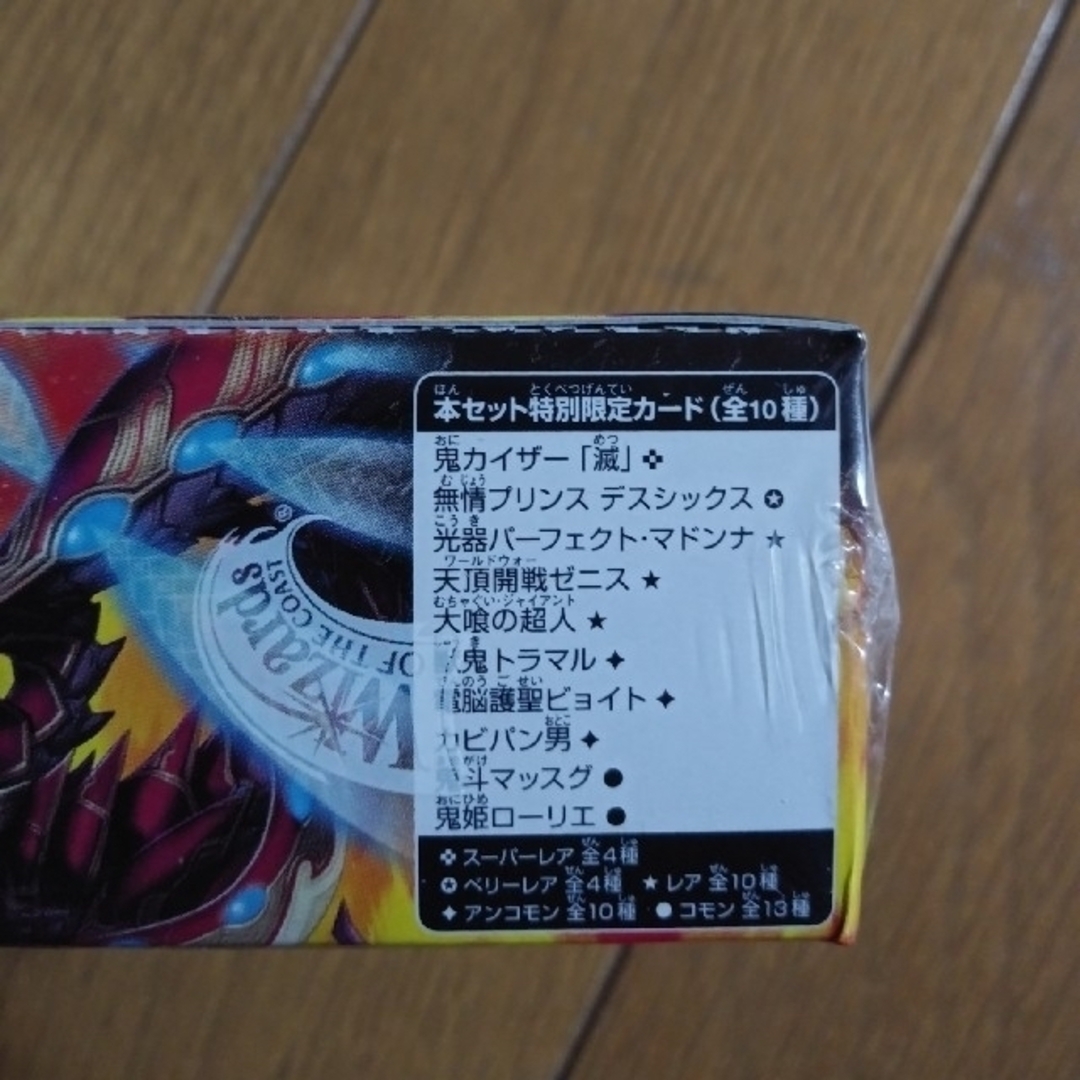 本セット特別限定カード(全10種)
鬼カイザー「滅」✤
無情プリンス デスシックス ✪
光器パーフェクト・マドンナ ★
天頂開戦ゼニス ★
大喰の超人 ★
鬼トラマル ✦
電脳護聖ビョイト ✦
カビパン男 ✦
斗マッスグ ●
鬼姫ローリエ ●
✤ スーパーレア 全4種
✪ ベリーレア 全4種 ★ レア 全10種
✦ アンコモン 全10種 ● コモン 全13種
Wizards
OF THE COAST
®